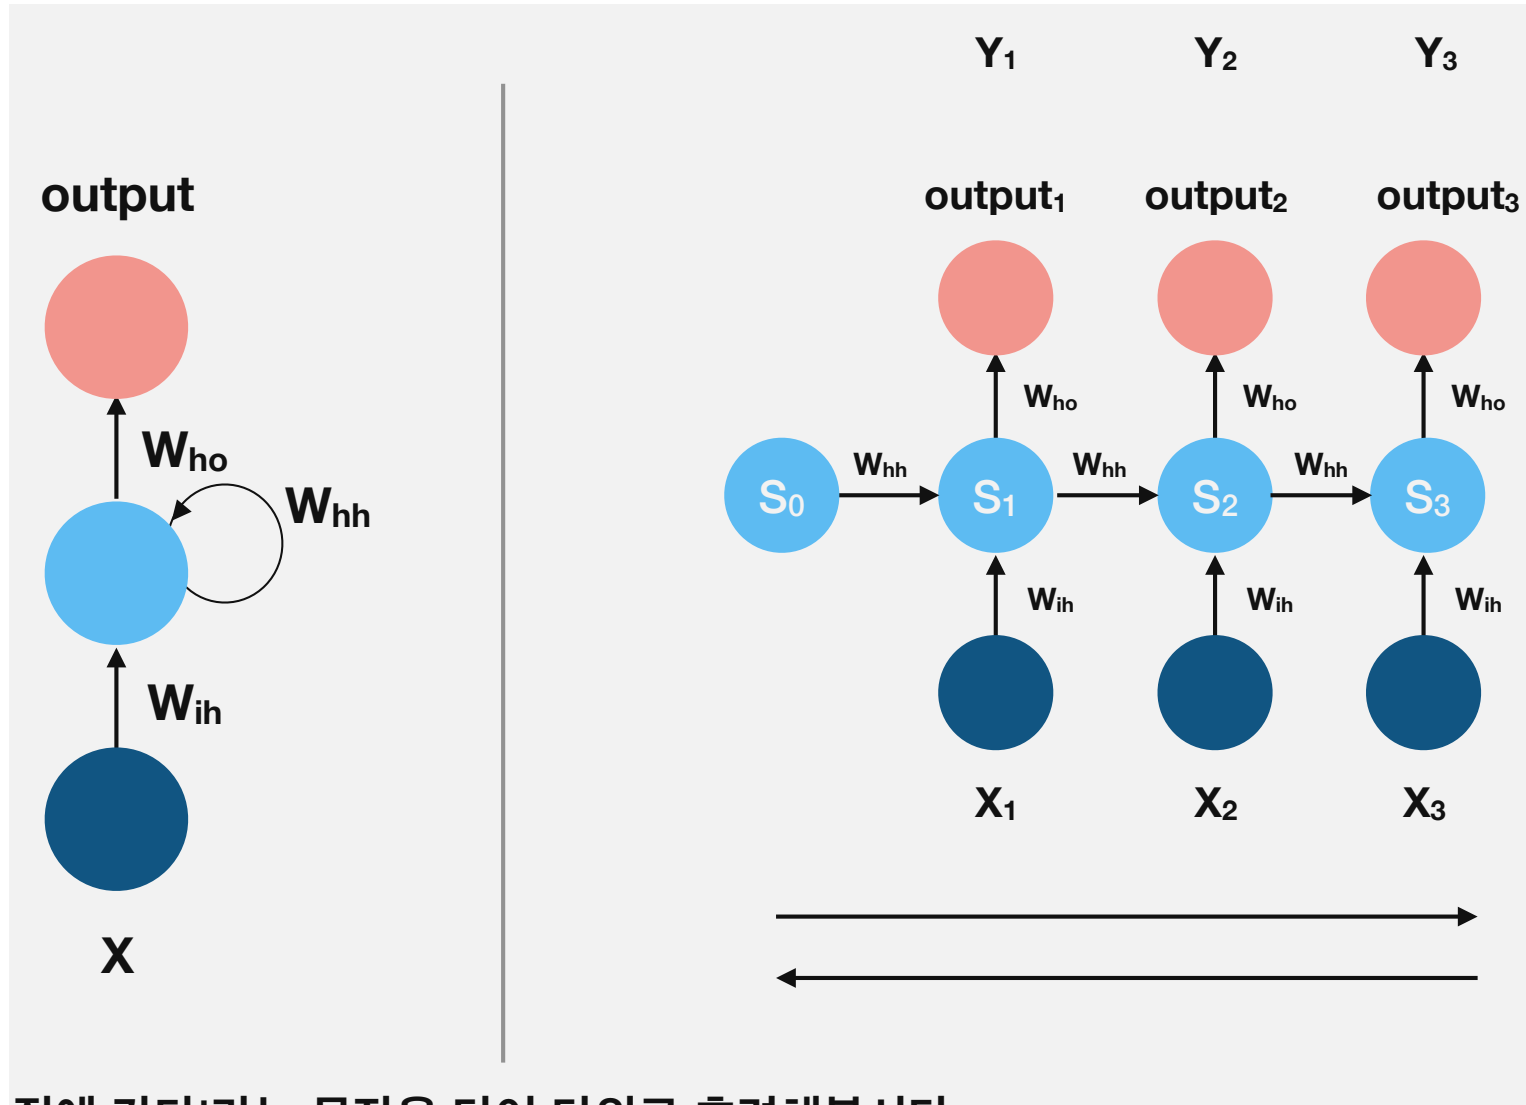 Y₁ Y₂ Y₃
output
output₁ output₂ output₃
Wₕₒ
Wₕₒ Wₕₒ Wₕₒ
Wₕₕ
Wₕₕ Wₕₕ Wₕₕ
S₀ S₁ S₂ S₃
Wᵢₕ
Wᵢₕ Wᵢₕ Wᵢₕ
X₁ X₂ X₃
X